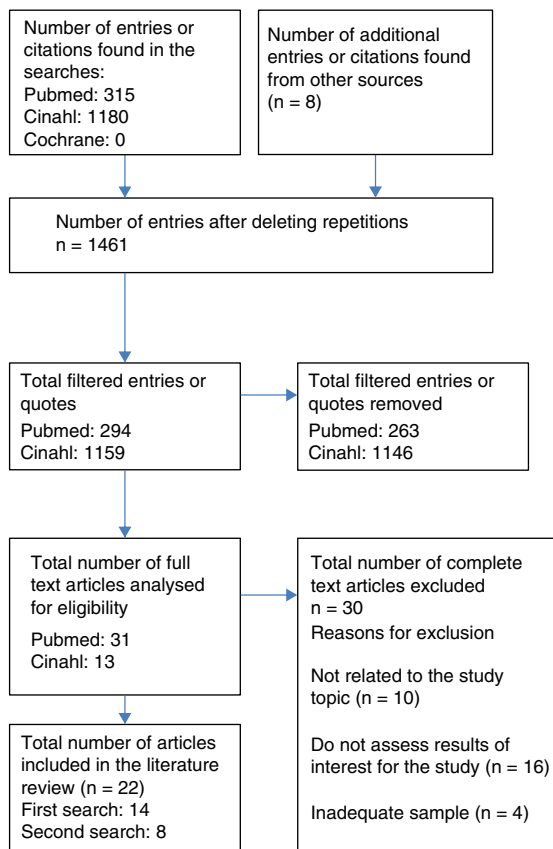 Number of entries or
citations found in the
searches:
Pubmed: 315
Cinahl: 1180
Cochrane: 0
Number of additional
entries or citations found
from other sources
(n = 8)
Number of entries after deleting repetitions
n = 1461
Total filtered entries or
quotes
Pubmed: 294
Cinahl: 1159
Total filtered entries or
quotes removed
Pubmed: 263
Cinahl: 1146
Total number of full
text articles analysed
for eligibility
Pubmed: 31
Cinahl: 13
Total number of complete
text articles excluded
n = 30
Reasons for exclusion
Not related to the study
topic (n = 10)
Do not assess results of
interest for the study (n = 16)
Inadequate sample (n = 4)
Total number of articles
included in the literature
review (n = 22)
First search: 14
Second search: 8